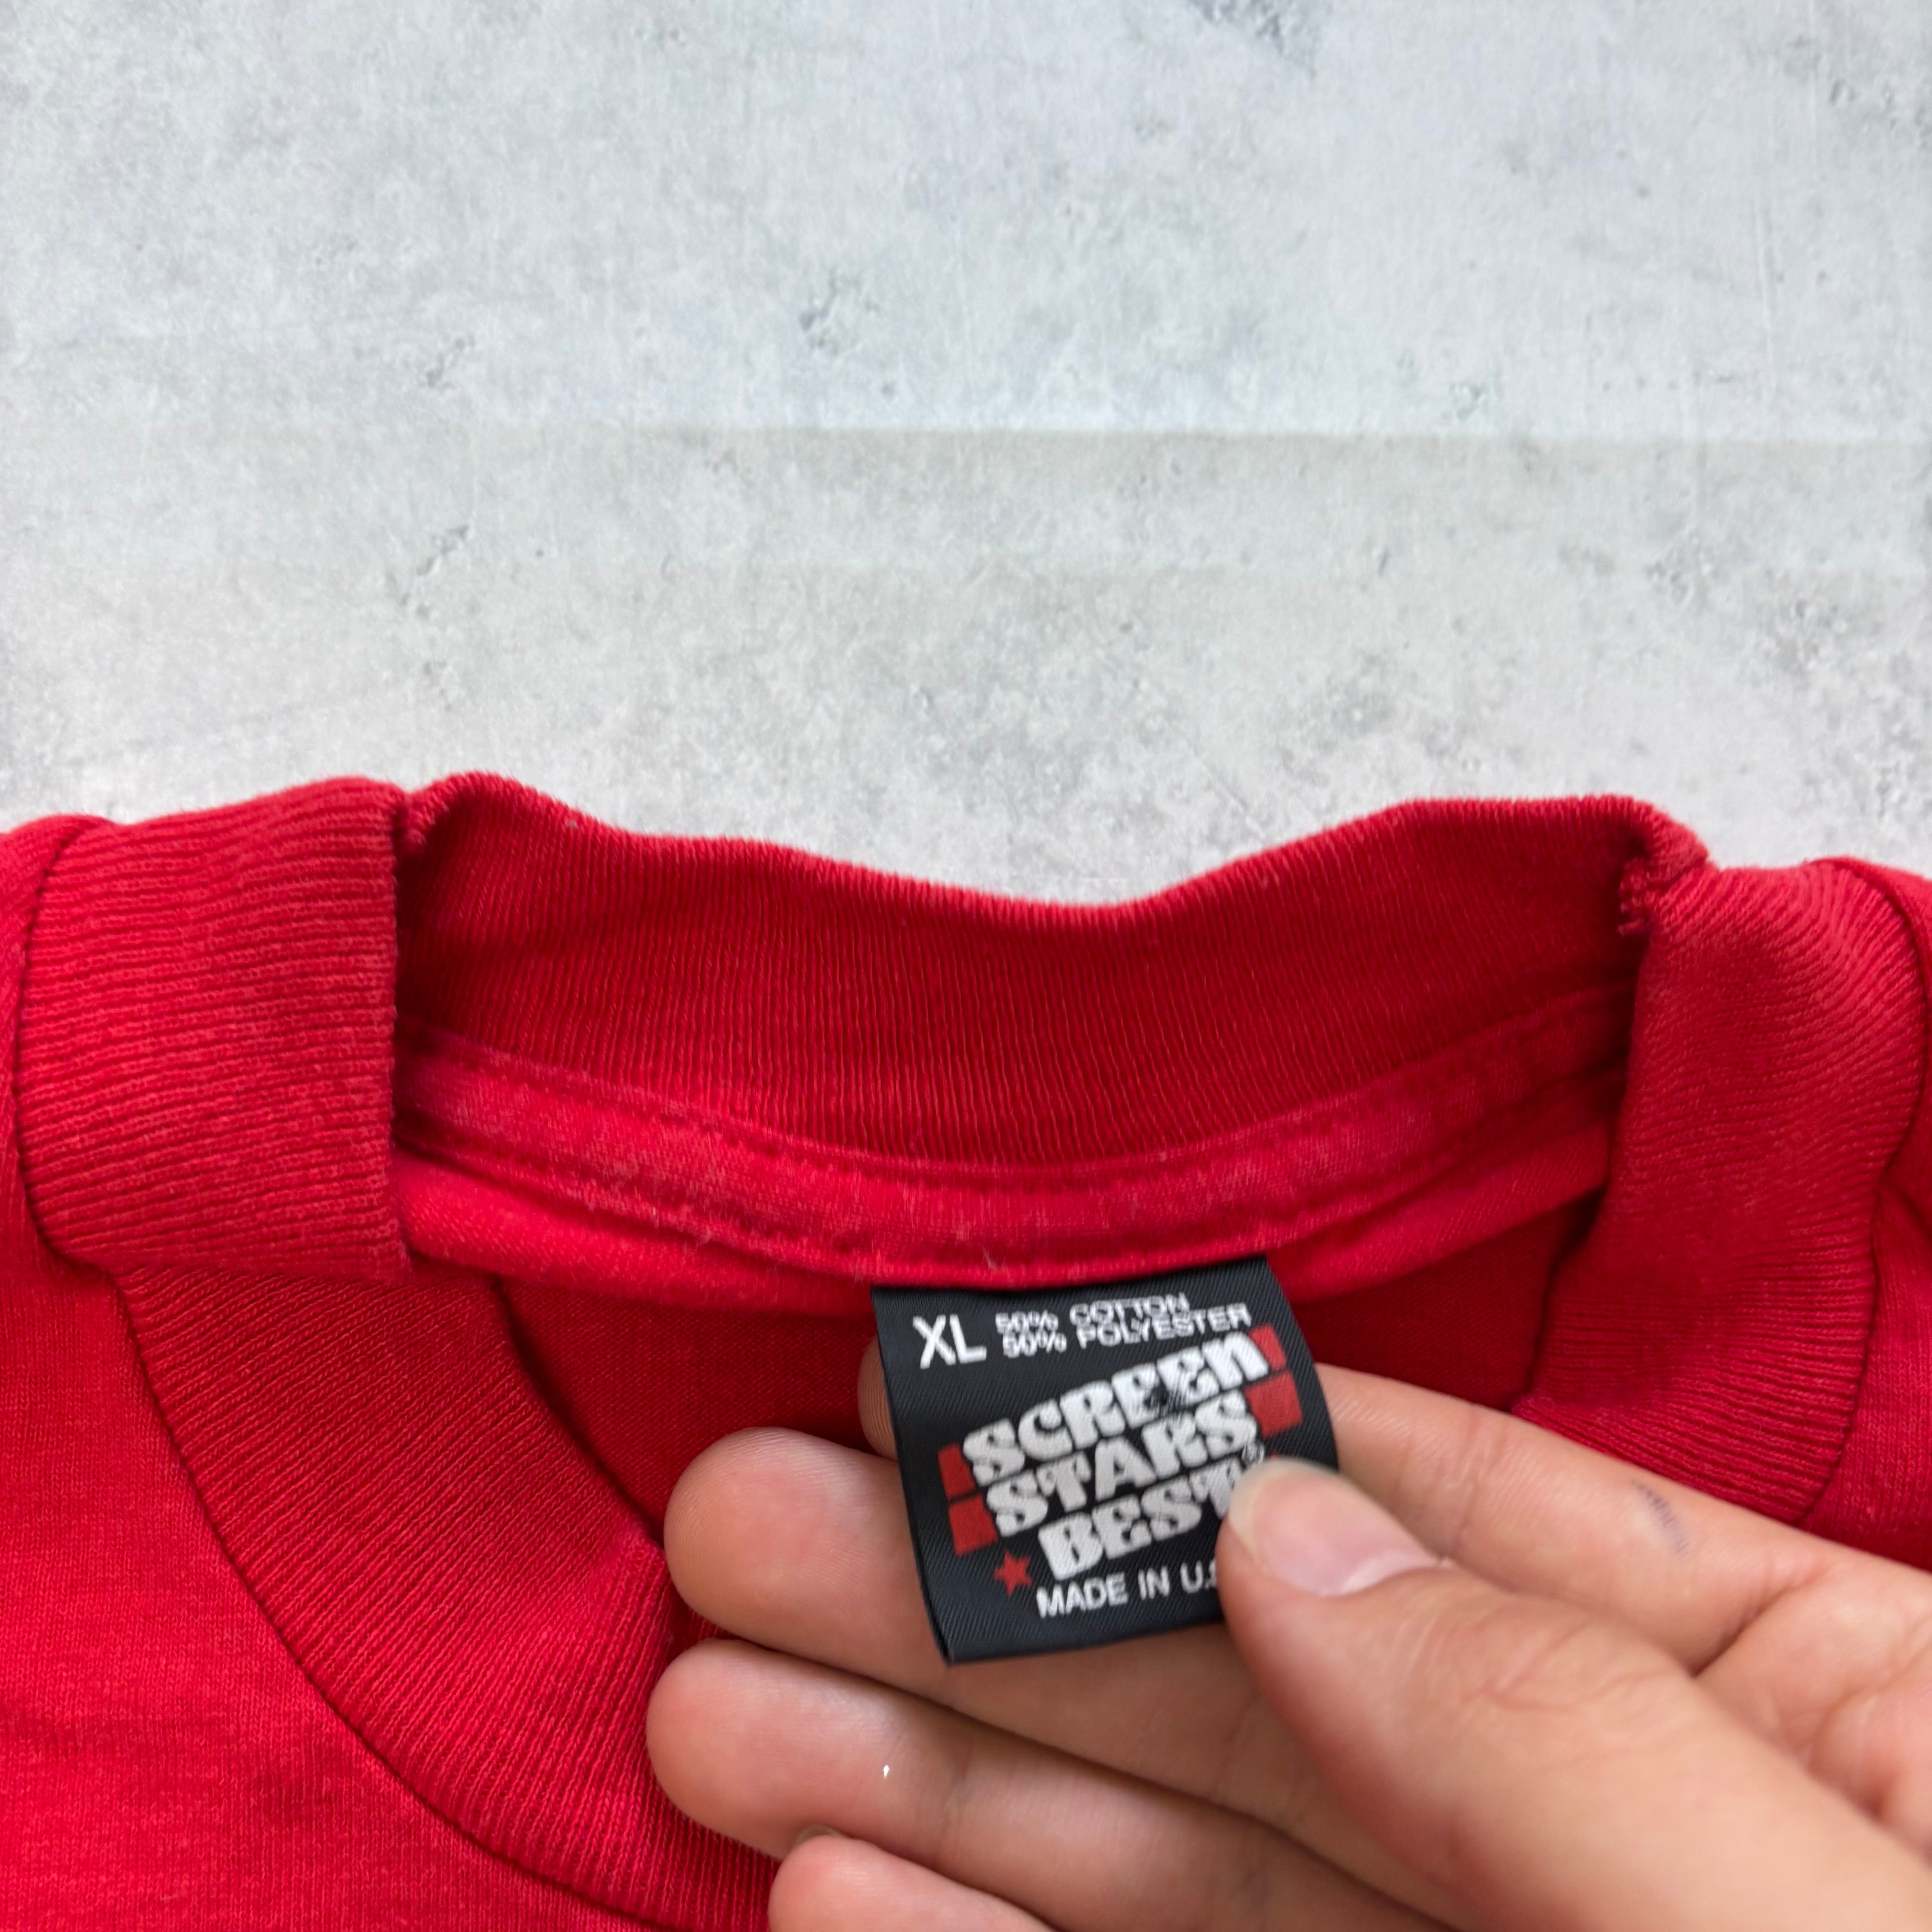 XL 50% COTTON
50% POLYESTER
SCREEN
STARS
BEST
MADE IN U.S